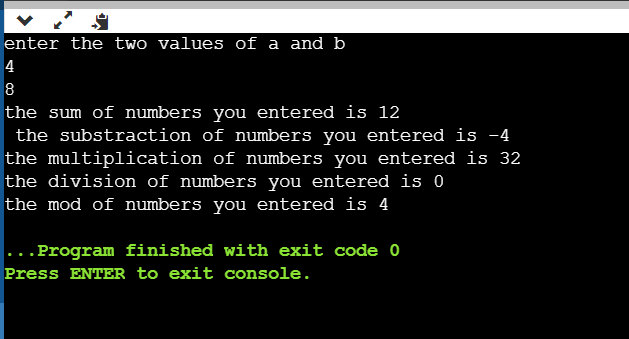 enter the two values of a and b
4
8
the sum of numbers you entered is 12
the substraction of numbers you entered is -4
the multiplication of numbers you entered is 32
the division of numbers you entered is 0
the mod of numbers you entered is 4
...Program finished with exit code 0
Press ENTER to exit console.